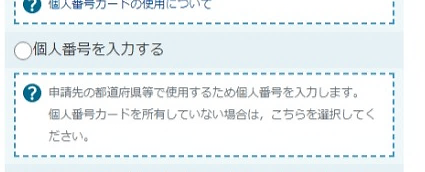 ? 個人番号カードの使用について
個人番号を入力する
? 申請先の都道府県等で使用するため個人番号を入力します。
個人番号カードを所有していない場合は，こちらを選択してく
ださい。